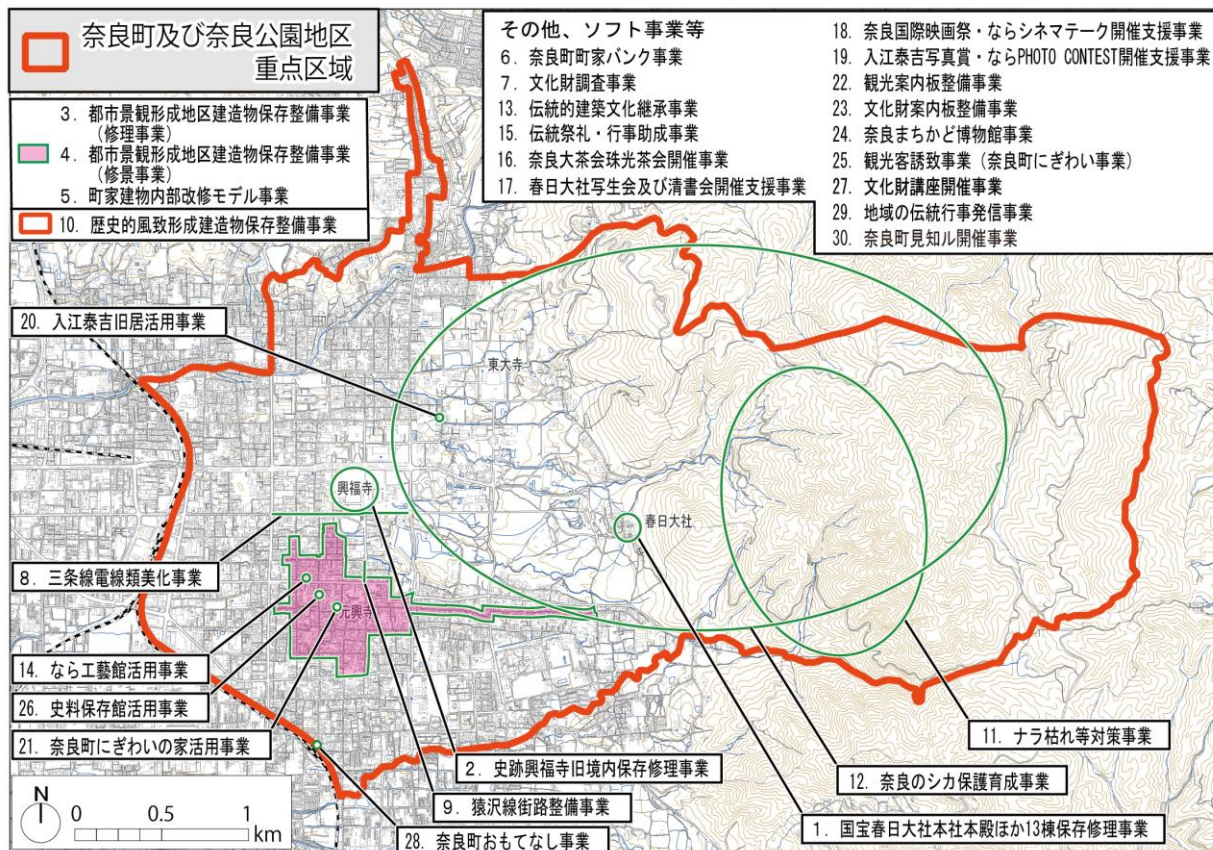 奈良町及び奈良公園地区
重点区域
3. 都市景観形成地区建造物保存整備事業
(修理事業)
4. 都市景観形成地区建造物保存整備事業
(修景事業)
5. 町家建物内部改修モデル事業
10. 歴史的風致形成建造物保存整備事業
その他、ソフト事業等
6. 奈良町町家バンク事業
7. 文化財調査事業
13. 伝統的建築文化継承事業
15. 伝統祭礼・行事助成事業
16. 奈良大茶会珠光茶会開催事業
17. 春日大社写生会及び清書会開催支援事業
18. 奈良国際映画祭・ならシネマテーク開催支援事業
19. 入江泰吉写真賞・ならPHOTO CONTEST開催支援事業
22. 観光案内板整備事業
23. 文化財案内板整備事業
24. 奈良まちかど博物館事業
25. 観光客誘致事業(奈良町にぎわい事業)
27. 文化財講座開催事業
29. 地域の伝統行事発信事業
30. 奈良町見知ル開催事業
20. 入江泰吉旧居活用事業
東大寺
興福寺
春日大社
8. 三条線電線類美化事業
元興寺
14. なら工藝館活用事業
26. 史料保存館活用事業
21. 奈良町にぎわいの家活用事業
11. ナラ枯れ等対策事業
2. 史跡興福寺旧境内保存修理事業
12. 奈良のシカ保護育成事業
9. 猿沢線街路整備事業
1. 国宝春日大社本社本殿ほか13棟保存修理事業
28. 奈良町おもてなし事業
N
0 0.5 1
km